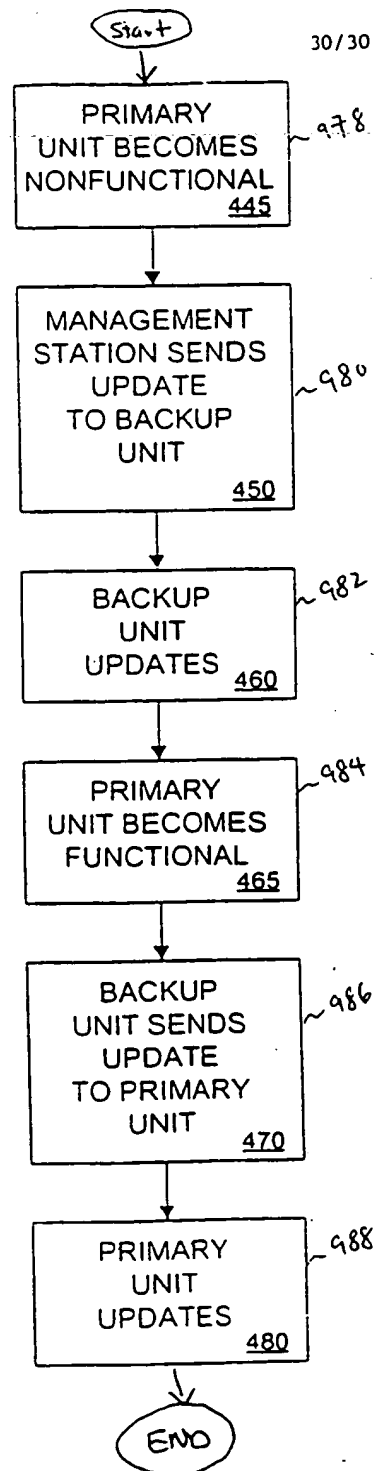 Start
30/30
PRIMARY
UNIT BECOMES
NONFUNCTIONAL
445
978
MANAGEMENT
STATION SENDS
UPDATE
TO BACKUP
UNIT
450
980
BACKUP
UNIT
UPDATES
460
982
PRIMARY
UNIT BECOMES
FUNCTIONAL
465
984
BACKUP
UNIT SENDS
UPDATE
TO PRIMARY
UNIT
470
986
PRIMARY
UNIT
UPDATES
480
988
END